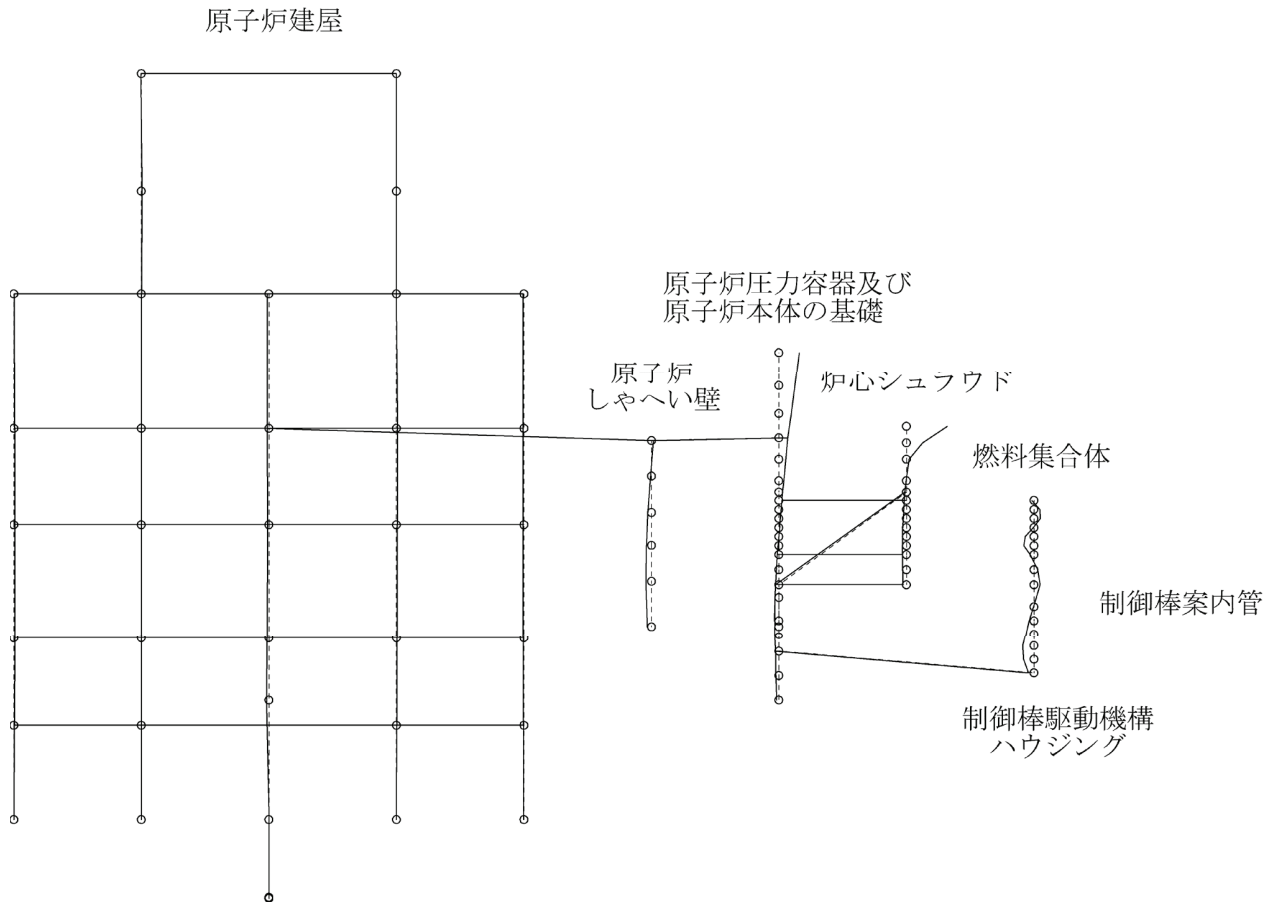 原子炉建屋
原子炉圧力容器及び
原子炉本体の基礎
原子炉
しゃへい壁
炉心シュラウド
燃料集合体
制御棒案内管
制御棒駆動機構
ハウジング